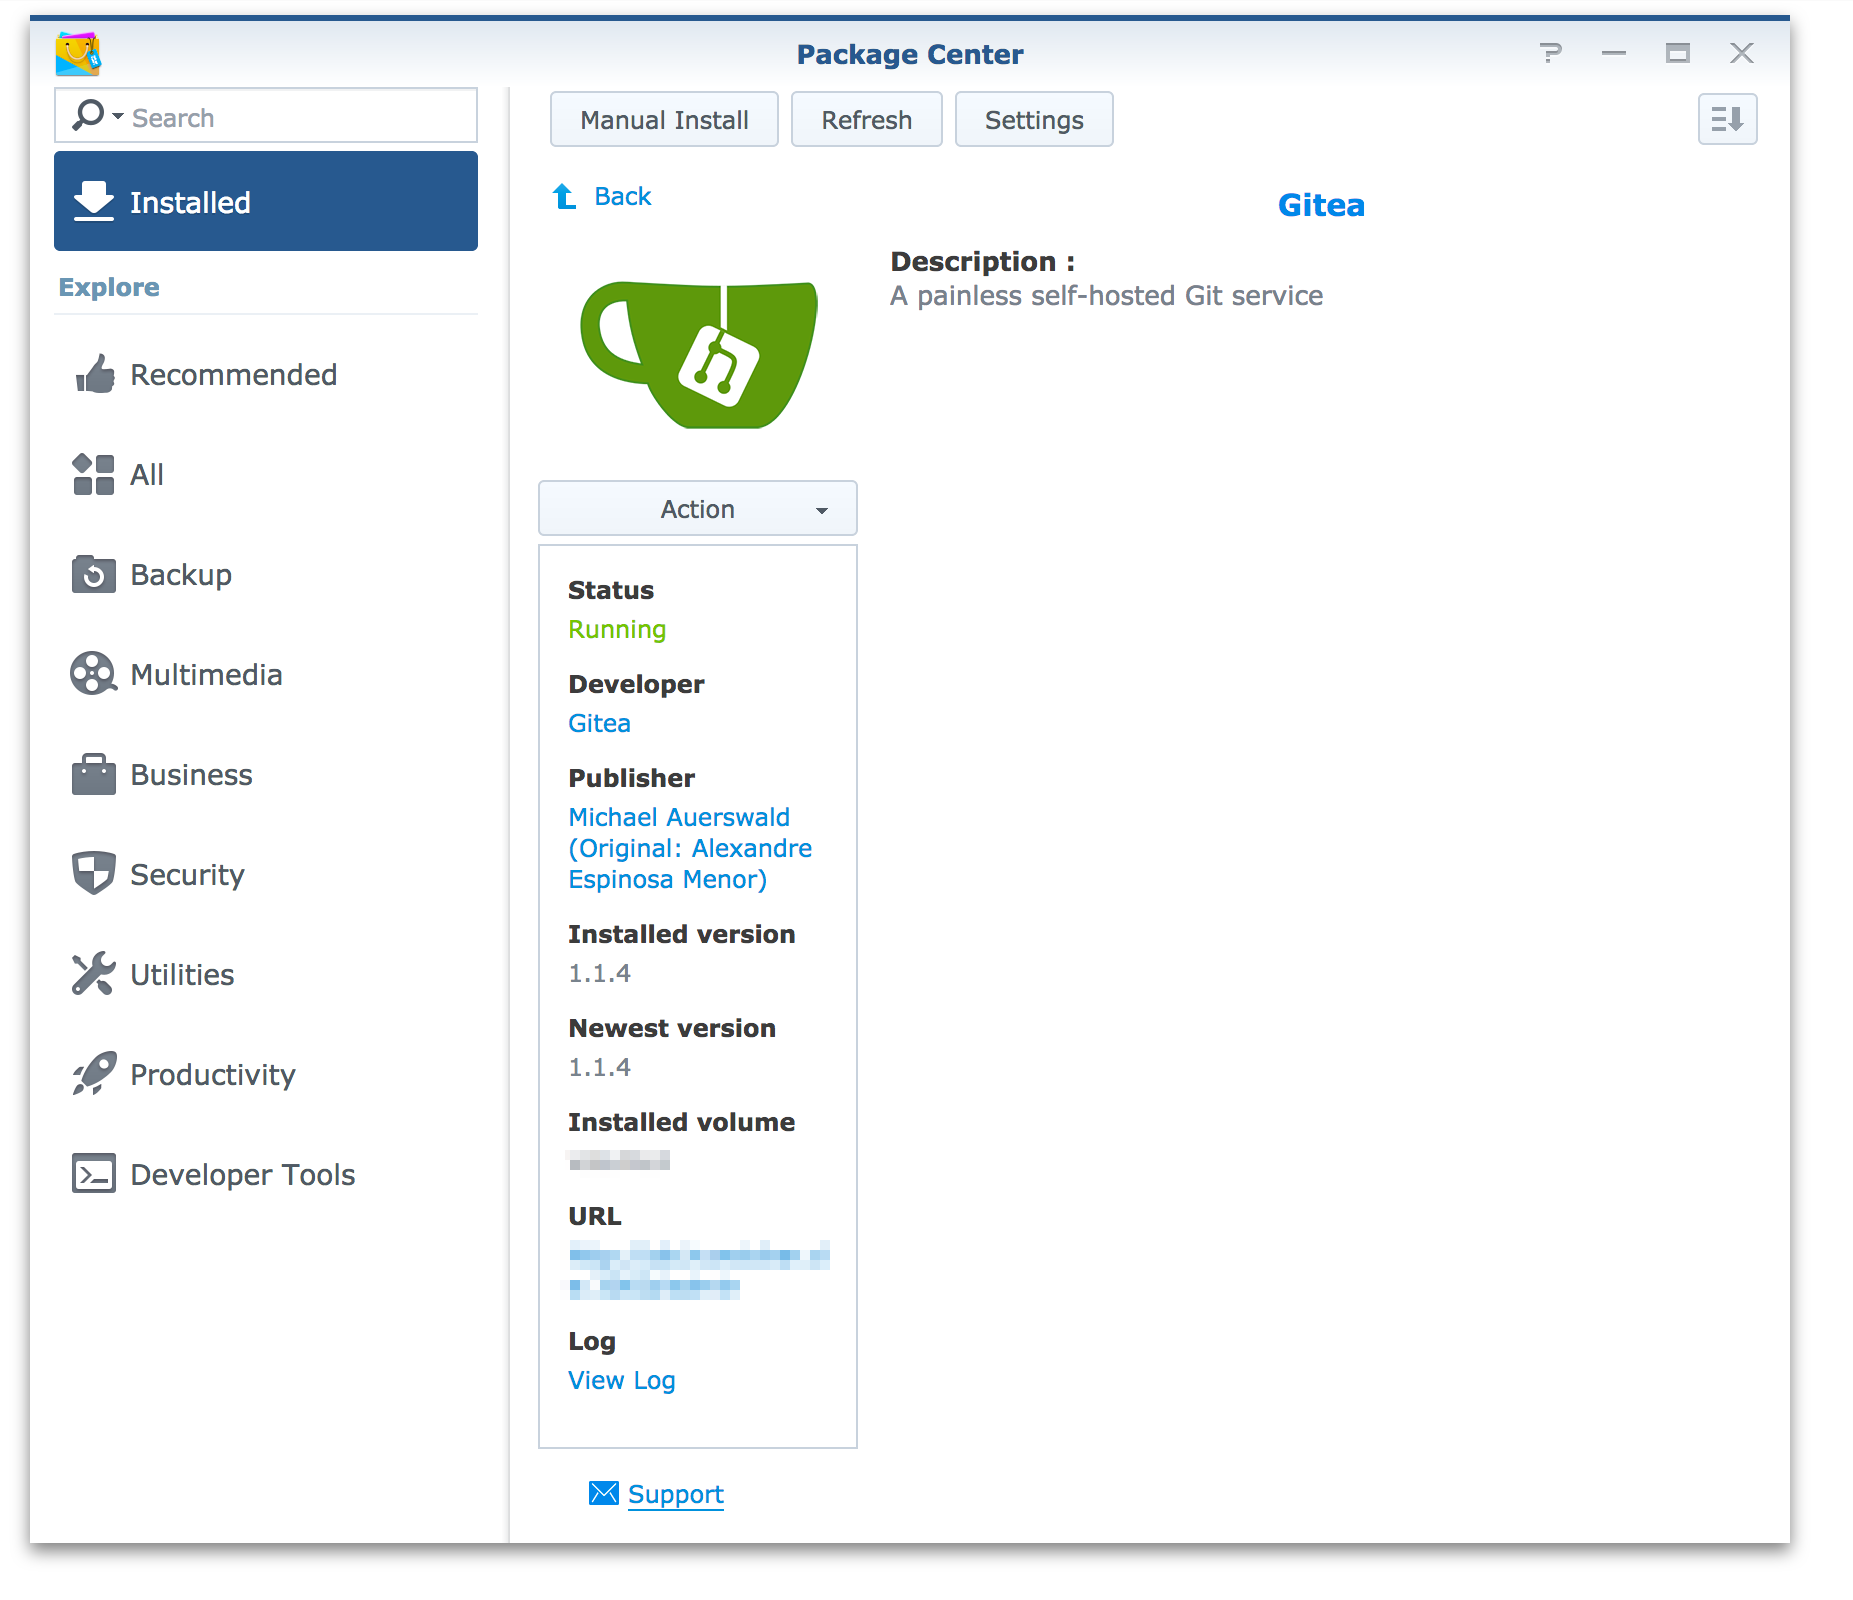 Package Center
Search
Installed
Explore
Recommended
All
Backup
Multimedia
Business
Security
Utilities
Productivity
Developer Tools
Manual Install
Refresh
Settings
Back
Gitea
Description :
A painless self-hosted Git service
Action
Status
Running
Developer
Gitea
Publisher
Michael Auerswald
(Original: Alexandre
Espinosa Menor)
Installed version
1.1.4
Newest version
1.1.4
Installed volume
URL
Log
View Log
Support